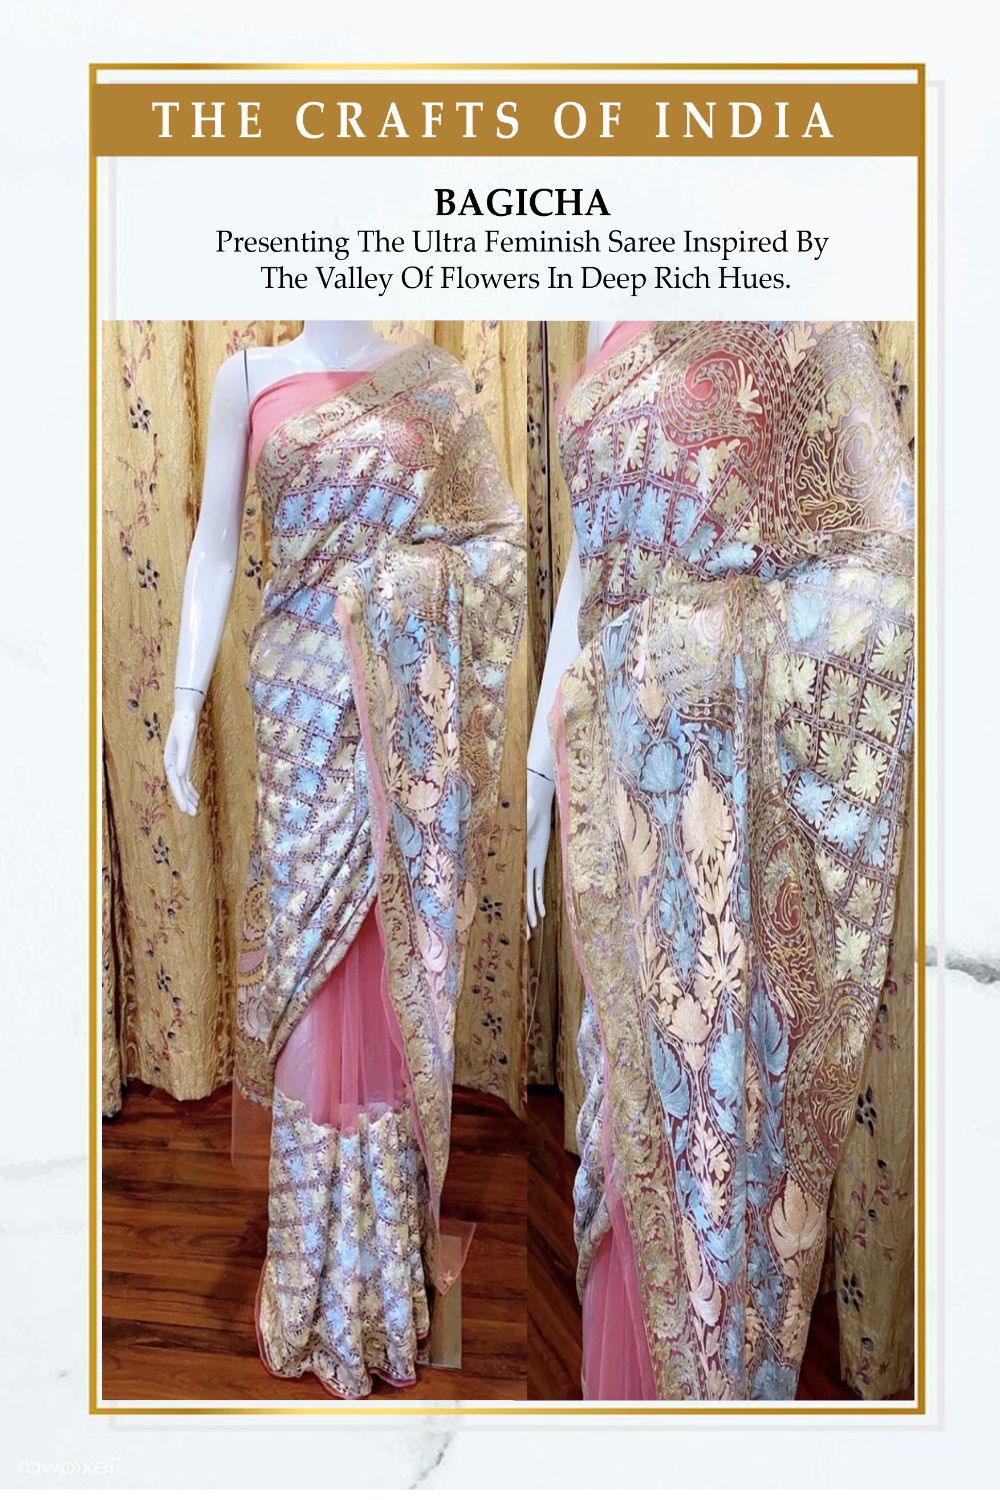 THE CRAFTS OF INDIA
BAGICHA
Presenting The Ultra Feminish Saree Inspired By
The Valley Of Flowers In Deep Rich Hues.
rawpixel